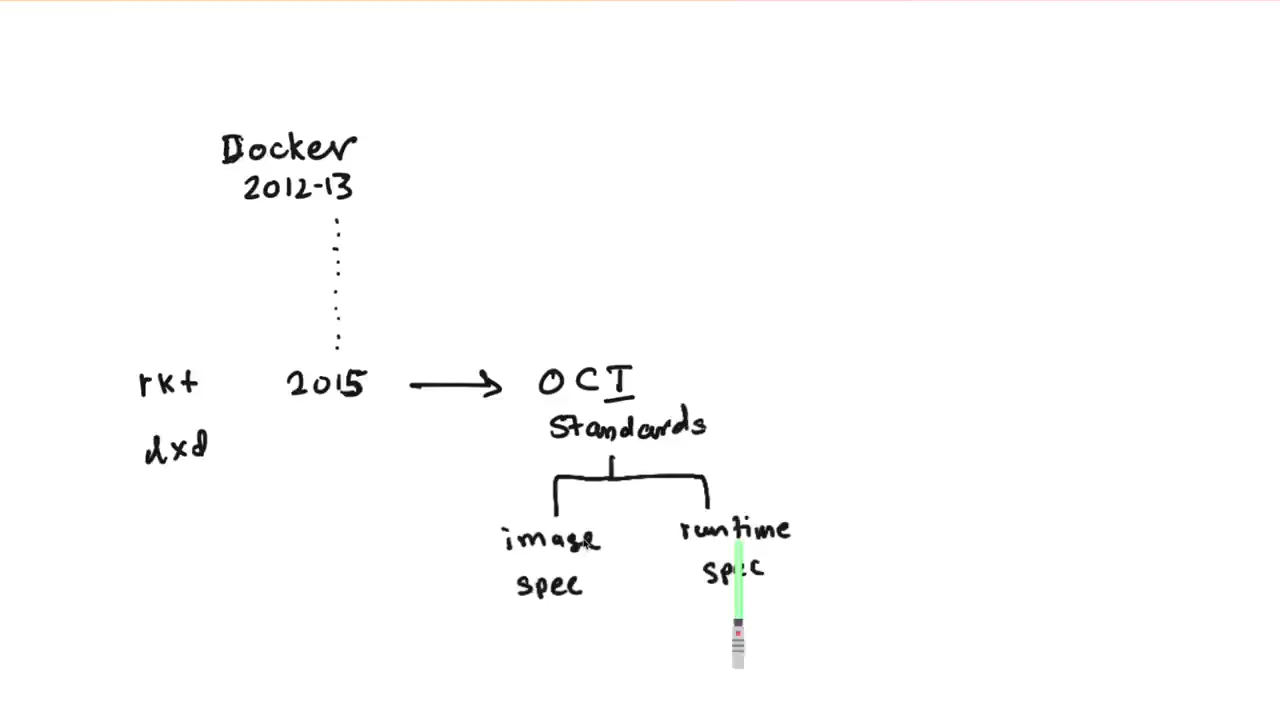 Docker
2012-13
rkt 2015 OCI
lxd
Standards
image
spec
runtime
spec